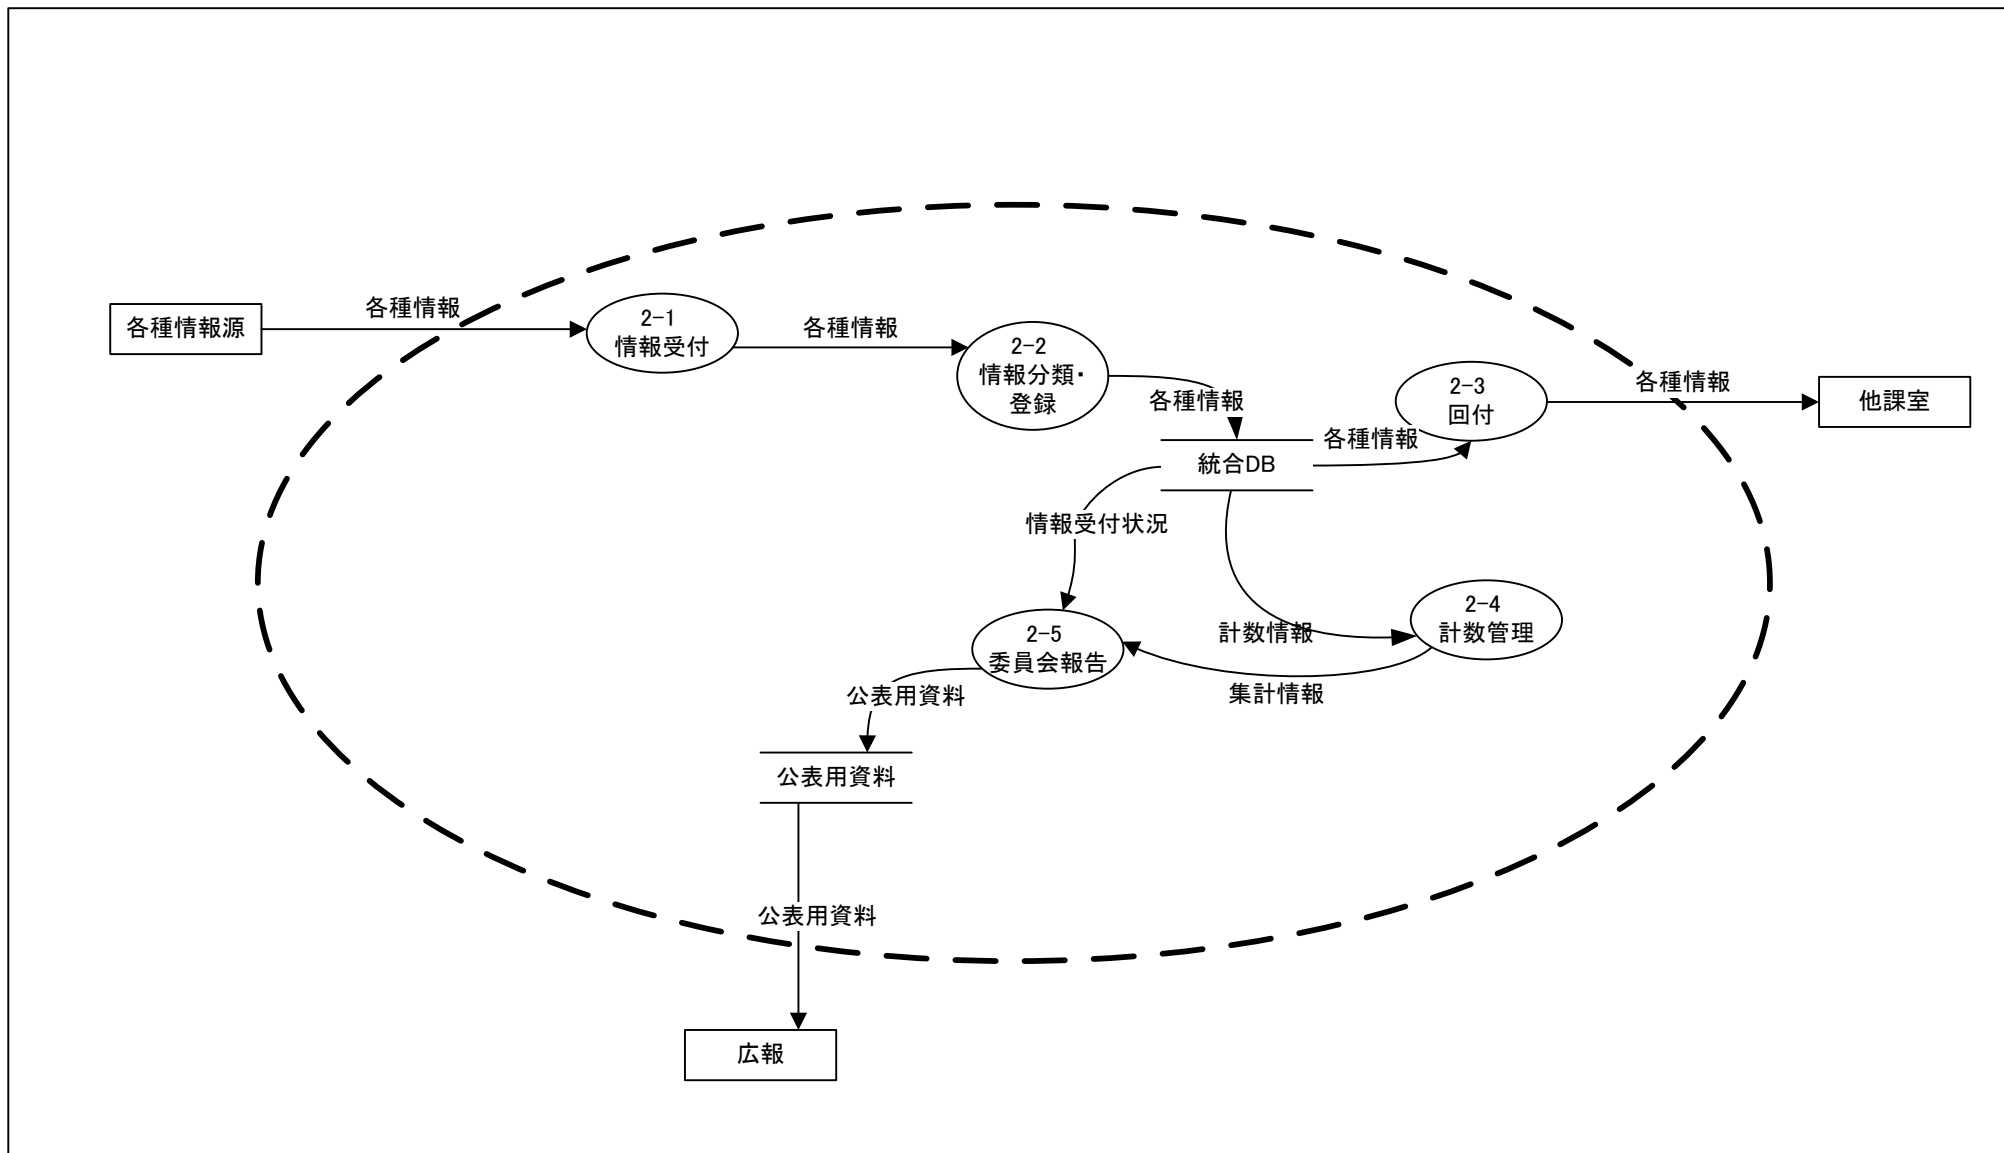 各種情報源
各種情報
2-1
情報受付
各種情報
2-2
情報分類・
登録
各種情報
統合DB
各種情報
2-3
回付
各種情報
他課室
情報受付状況
計数情報
2-4
計数管理
集計情報
2-5
委員会報告
公表用資料
公表用資料
公表用資料
広報